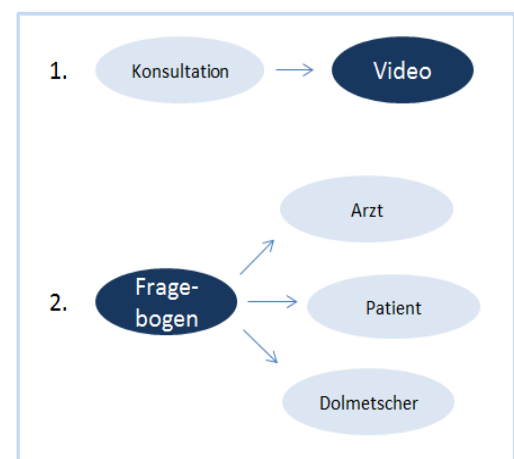 1. Konsultation Video
Arzt
2. Frage-
bogen Patient
Dolmetscher